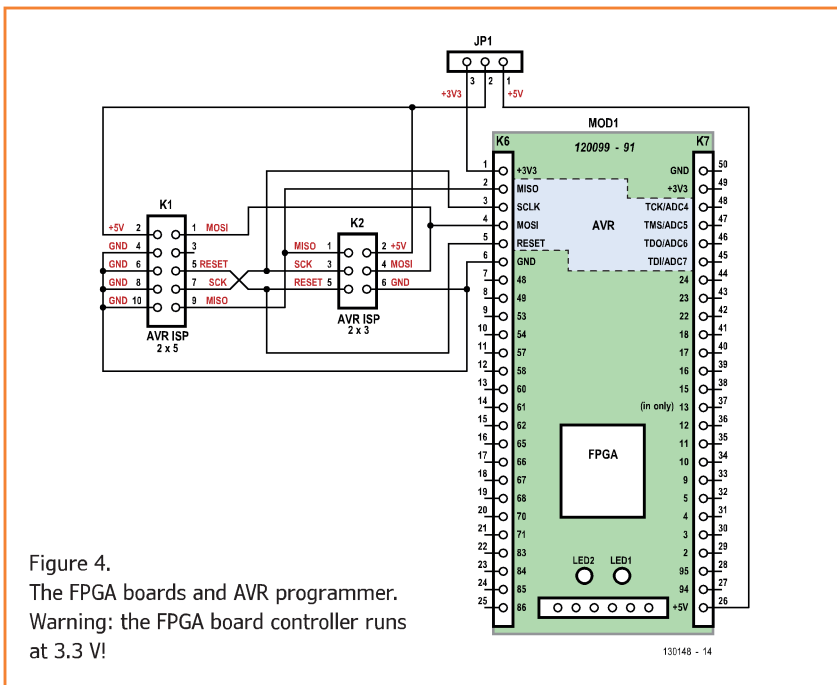 JP1
3 2 1
+3V3 +5V
MOD1
K6 120099 - 91 K7
1 +3V3 GND 50
2 MISO +3V3 49
3 SCLK TCK/ADC4 48
4 MOSI AVR TMS/ADC5 47
5 RESET TDO/ADC6 46
6 GND TDI/ADC7 45
7 48 24 44
8 49 23 43
9 53 22 42
10 54 18 41
11 57 17 40
12 58 16 39
13 60 15 38
14 61 (in only) 13 37
15 62 12 36
16 65 11 35
17 66 FPGA 10 34
18 67 9 33
19 68 5 32
20 70 4 31
21 71 3 30
22 83 2 29
23 84 LED2 LED1 95 28
24 85 94 27
25 86 +5V 26
K1
+5V 2 1 MOSI
GND 4 3
GND 6 5 RESET
GND 8 7 SCK
GND 10 9 MISO
AVR ISP
2 x 5
K2
MISO 1 2 +5V
SCK 3 4 MOSI
RESET 5 6 GND
AVR ISP
2 x 3
Figure 4.
The FPGA boards and AVR programmer.
Warning: the FPGA board controller runs
at 3.3 V!
130148 - 14